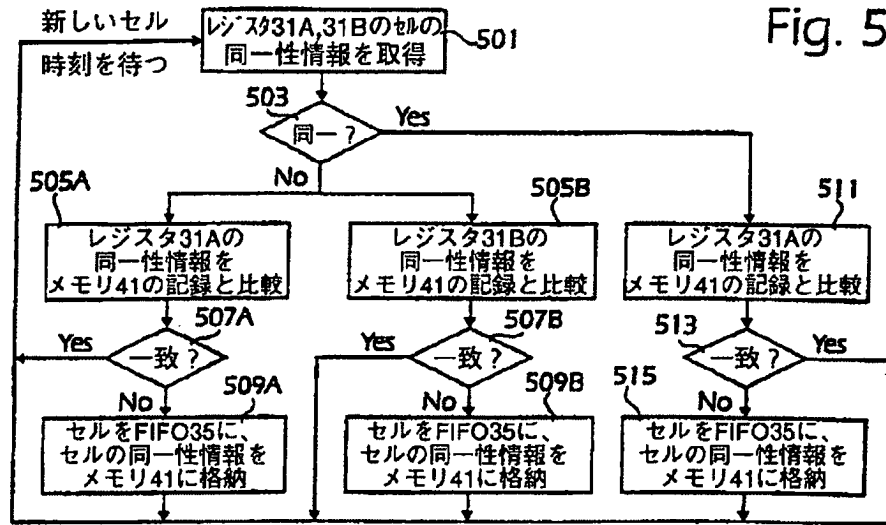 Fig. 5
新しいセル
時刻を待つ
レジスタ31A,31Bのセルの
同一性情報を取得
501
503
同一?
Yes
No
505A
レジスタ31Aの
同一性情報を
メモリ41の記録と比較
505B
レジスタ31Bの
同一性情報を
メモリ41の記録と比較
511
レジスタ31Aの
同一性情報を
メモリ41の記録と比較
507A
Yes
一致?
No
507B
Yes
一致?
No
513
一致?
Yes
No
509A
セルをFIFO35に、
セルの同一性情報を
メモリ41に格納
509B
セルをFIFO35に、
セルの同一性情報を
メモリ41に格納
515
セルをFIFO35に、
セルの同一性情報を
メモリ41に格納